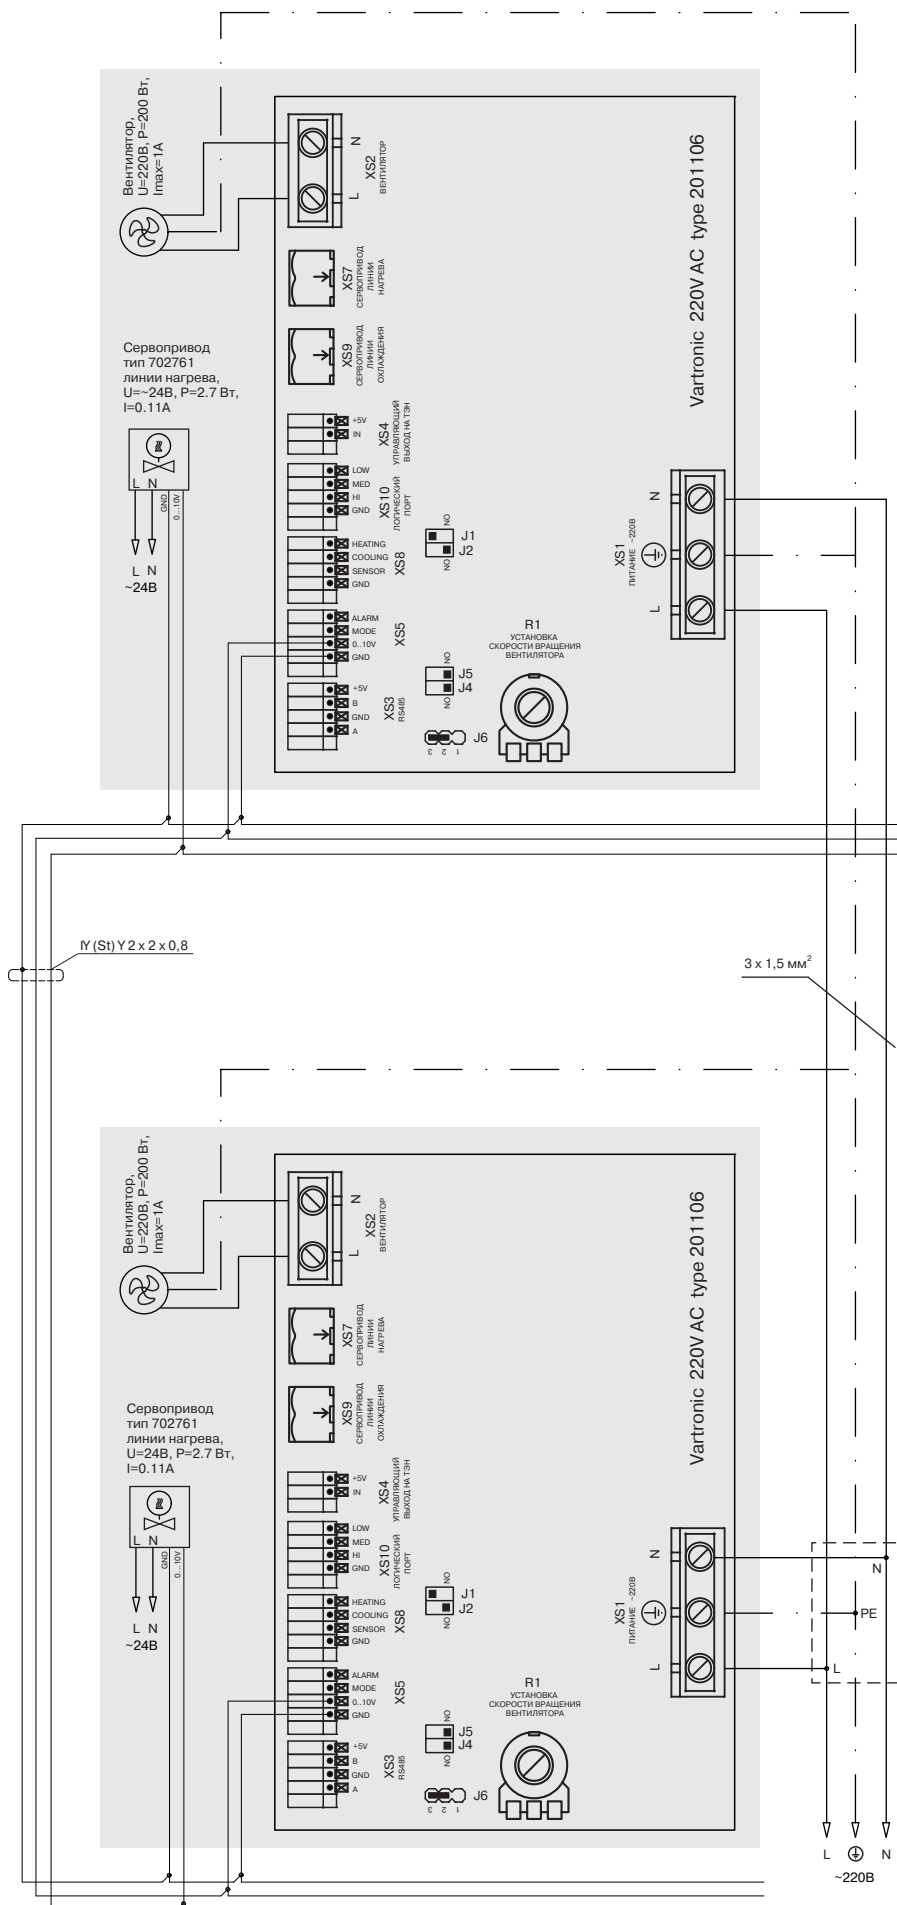 Вентилятор,
U=220В, P=200 Вт,
Imax=1A
N
L
XS2
ВЕНТИЛЯТОР
XS7
СЕРВОПРИВОД
ЛИНИИ
НАГРЕВА
XS9
СЕРВОПРИВОД
ЛИНИИ
ОХЛАЖДЕНИЯ
Vartronic 220V AC type 201106
Сервопривод
тип 702761
линии нагрева,
U=~24В, P=2.7 Вт,
I=0.11A
L N
GND
0...10V
L N
~24В
+5V
IN
XS4
УПРАВЛЯЮЩИЙ
ВЫХОД НА ТЭН
LOW
MED
HI
GND
XS10
ЛОГИЧЕСКИЙ
ПОРТ
HEATING
COOLING
SENSOR
GND
XS8
ON
J1
J2
ON
N
L
XS1
ПИТАНИЕ ~220В
ALARM
MODE
0..10V
GND
XS5
R1
УСТАНОВКА
СКОРОСТИ ВРАЩЕНИЯ
ВЕНТИЛЯТОРА
+5V
B
GND
A
XS3
RS485
ON
J5
J4
ON
J6
3 2 1
IY (St) Y 2 x 2 x 0,8
3 x 1,5 мм²
Вентилятор,
U=220В, P=200 Вт,
Imax=1A
N
L
XS2
ВЕНТИЛЯТОР
XS7
СЕРВОПРИВОД
ЛИНИИ
НАГРЕВА
XS9
СЕРВОПРИВОД
ЛИНИИ
ОХЛАЖДЕНИЯ
Vartronic 220V AC type 201106
Сервопривод
тип 702761
линии нагрева,
U=24В, P=2.7 Вт,
I=0.11A
L N
GND
0...10V
L N
~24В
+5V
IN
XS4
УПРАВЛЯЮЩИЙ
ВЫХОД НА ТЭН
LOW
MED
HI
GND
XS10
ЛОГИЧЕСКИЙ
ПОРТ
HEATING
COOLING
SENSOR
GND
XS8
ON
J1
J2
ON
N
L
XS1
ПИТАНИЕ ~220В
N
PE
L
ALARM
MODE
0..10V
GND
XS5
R1
УСТАНОВКА
СКОРОСТИ ВРАЩЕНИЯ
ВЕНТИЛЯТОРА
+5V
B
GND
A
XS3
RS485
ON
J5
J4
ON
J6
3 2 1
L N
~220В